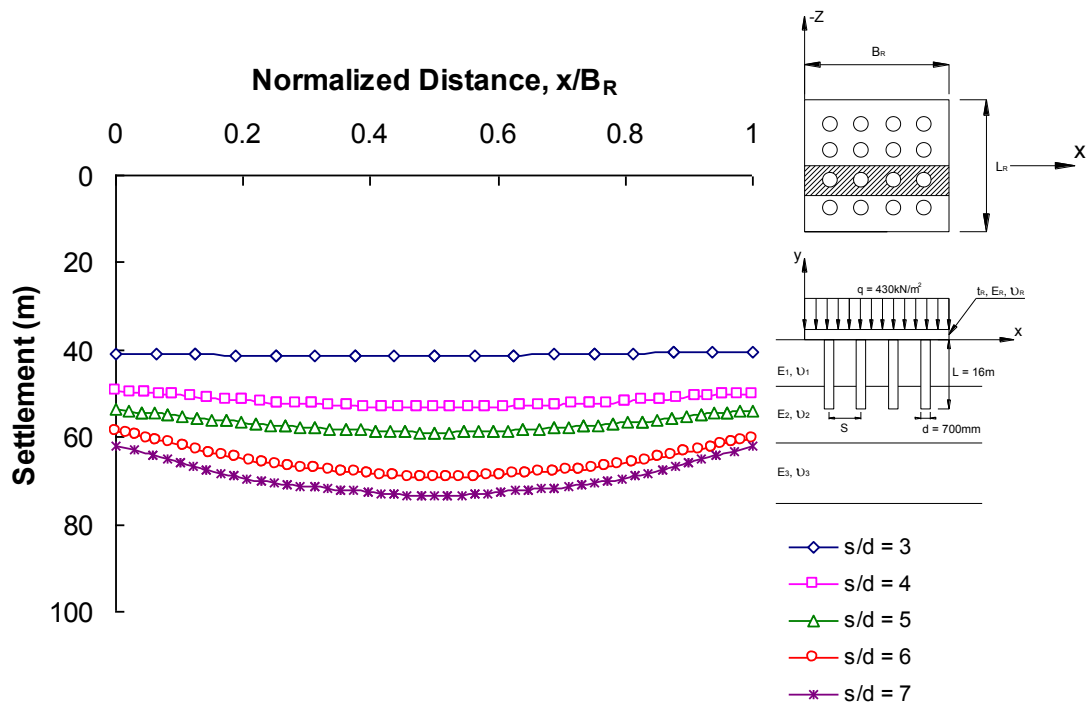 Normalized Distance, x/BR
0 0.2 0.4 0.6 0.8 1
Settlement (m)
0
20
40
60
80
100
-Z
BR
LR
X
y
q = 430kN/m²
tR, ER, υR
x
E1, υ1
L = 16m
E2, υ2
S
d = 700mm
E3, υ3
s/d = 3
s/d = 4
s/d = 5
s/d = 6
s/d = 7